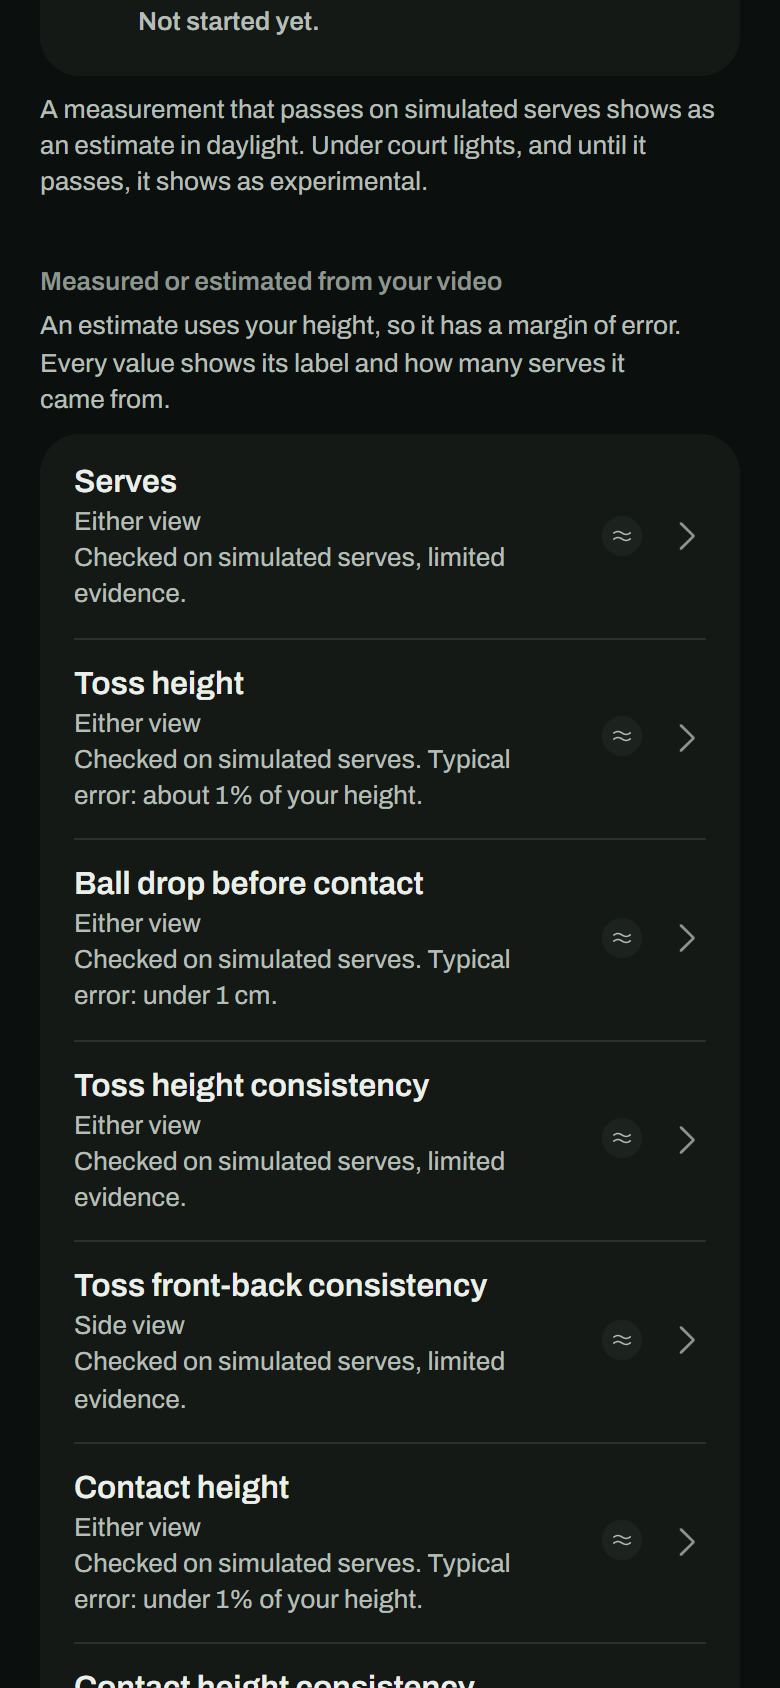 Not started yet.
A measurement that passes on simulated serves shows as
an estimate in daylight. Under court lights, and until it
passes, it shows as experimental.
Measured or estimated from your video
An estimate uses your height, so it has a margin of error.
Every value shows its label and how many serves it
came from.
Serves
Either view
Checked on simulated serves, limited
evidence.
≈
Toss height
Either view
Checked on simulated serves. Typical
error: about 1% of your height.
≈
Ball drop before contact
Either view
Checked on simulated serves. Typical
error: under 1 cm.
≈
Toss height consistency
Either view
Checked on simulated serves, limited
evidence.
≈
Toss front-back consistency
Side view
Checked on simulated serves, limited
evidence.
≈
Contact height
Either view
Checked on simulated serves. Typical
error: under 1% of your height.
≈
Contact height consistency